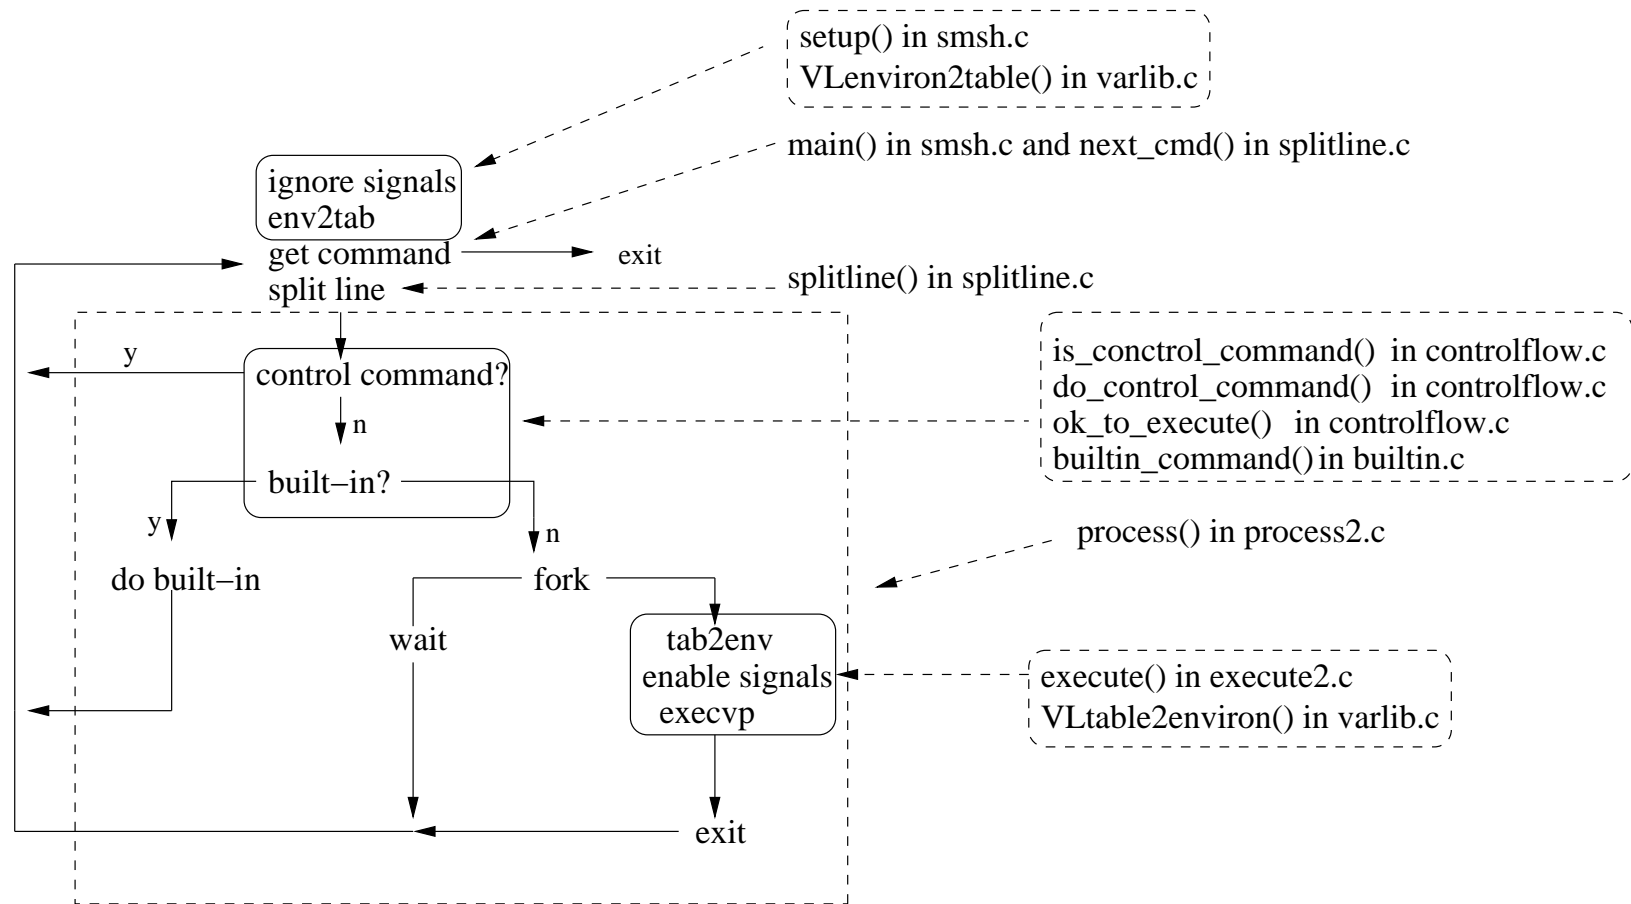 setup() in smsh.c
VLenviron2table() in varlib.c
main() in smsh.c and next_cmd() in splitline.c
ignore signals
env2tab
get command
exit
split line
splitline() in splitline.c
y
control command?
n
is_conctrol_command() in controlflow.c
do_control_command() in controlflow.c
ok_to_execute() in controlflow.c
builtin_command() in builtin.c
built−in?
y
n
process() in process2.c
do built−in
fork
wait
tab2env
enable signals
execvp
execute() in execute2.c
VLtable2environ() in varlib.c
exit